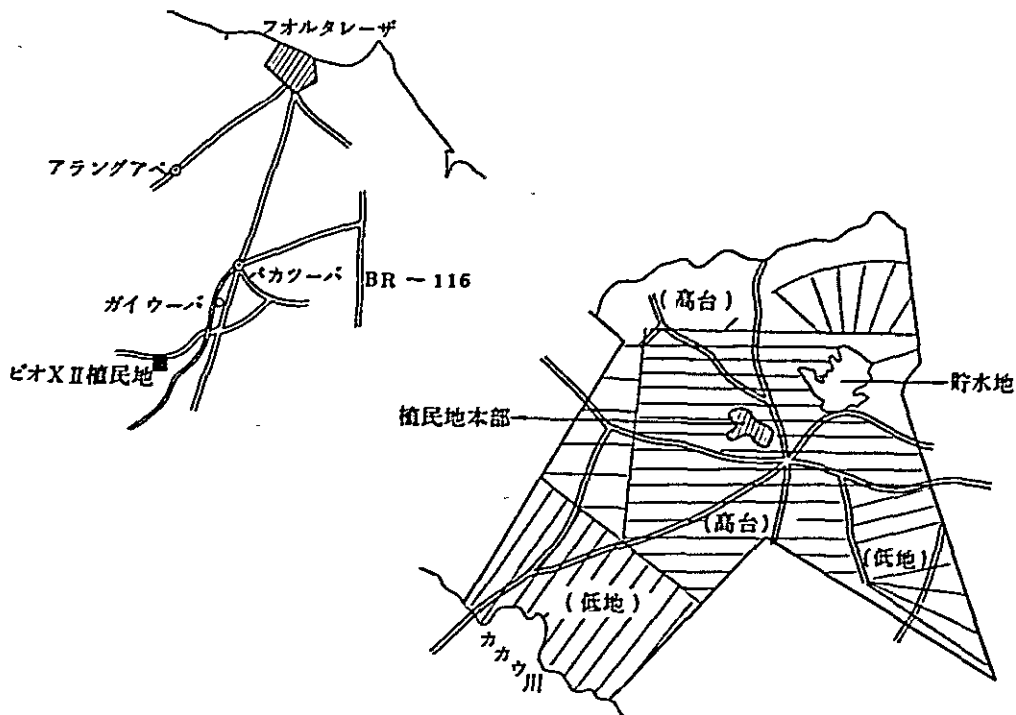 フオルタレーザ
アラングアペ
パカツーバ
BR～116
ガイウーバ
ピオXⅡ植民地
(高台)
貯水地
植民地本部
(高台)
(低地)
(低地)
カカウ川